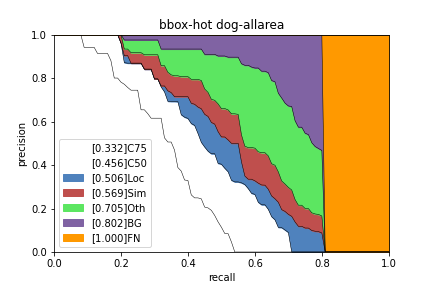 bbox-hot dog-allarea
precision
1.0
0.8
0.6
0.4
0.2
0.0
[0.332]C75
[0.456]C50
[0.506]Loc
[0.569]Sim
[0.705]Oth
[0.802]BG
[1.000]FN
0.0 0.2 0.4 0.6 0.8 1.0
recall